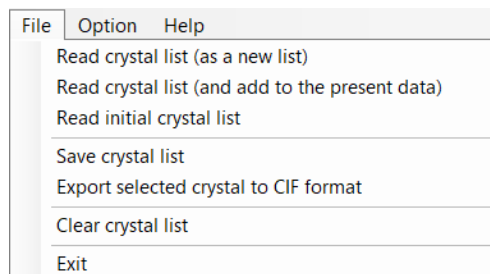 File Option Help
Read crystal list (as a new list)
Read crystal list (and add to the present data)
Read initial crystal list
Save crystal list
Export selected crystal to CIF format
Clear crystal list
Exit